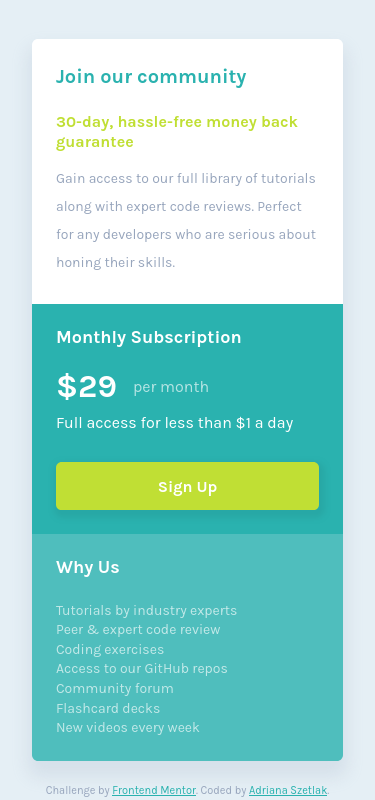 Join our community
30-day, hassle-free money back
guarantee
Gain access to our full library of tutorials
along with expert code reviews. Perfect
for any developers who are serious about
honing their skills.
Monthly Subscription
$29 per month
Full access for less than $1 a day
Sign Up
Why Us
Tutorials by industry experts
Peer & expert code review
Coding exercises
Access to our GitHub repos
Community forum
Flashcard decks
New videos every week
Challenge by Frontend Mentor. Coded by Adriana Szetlak.